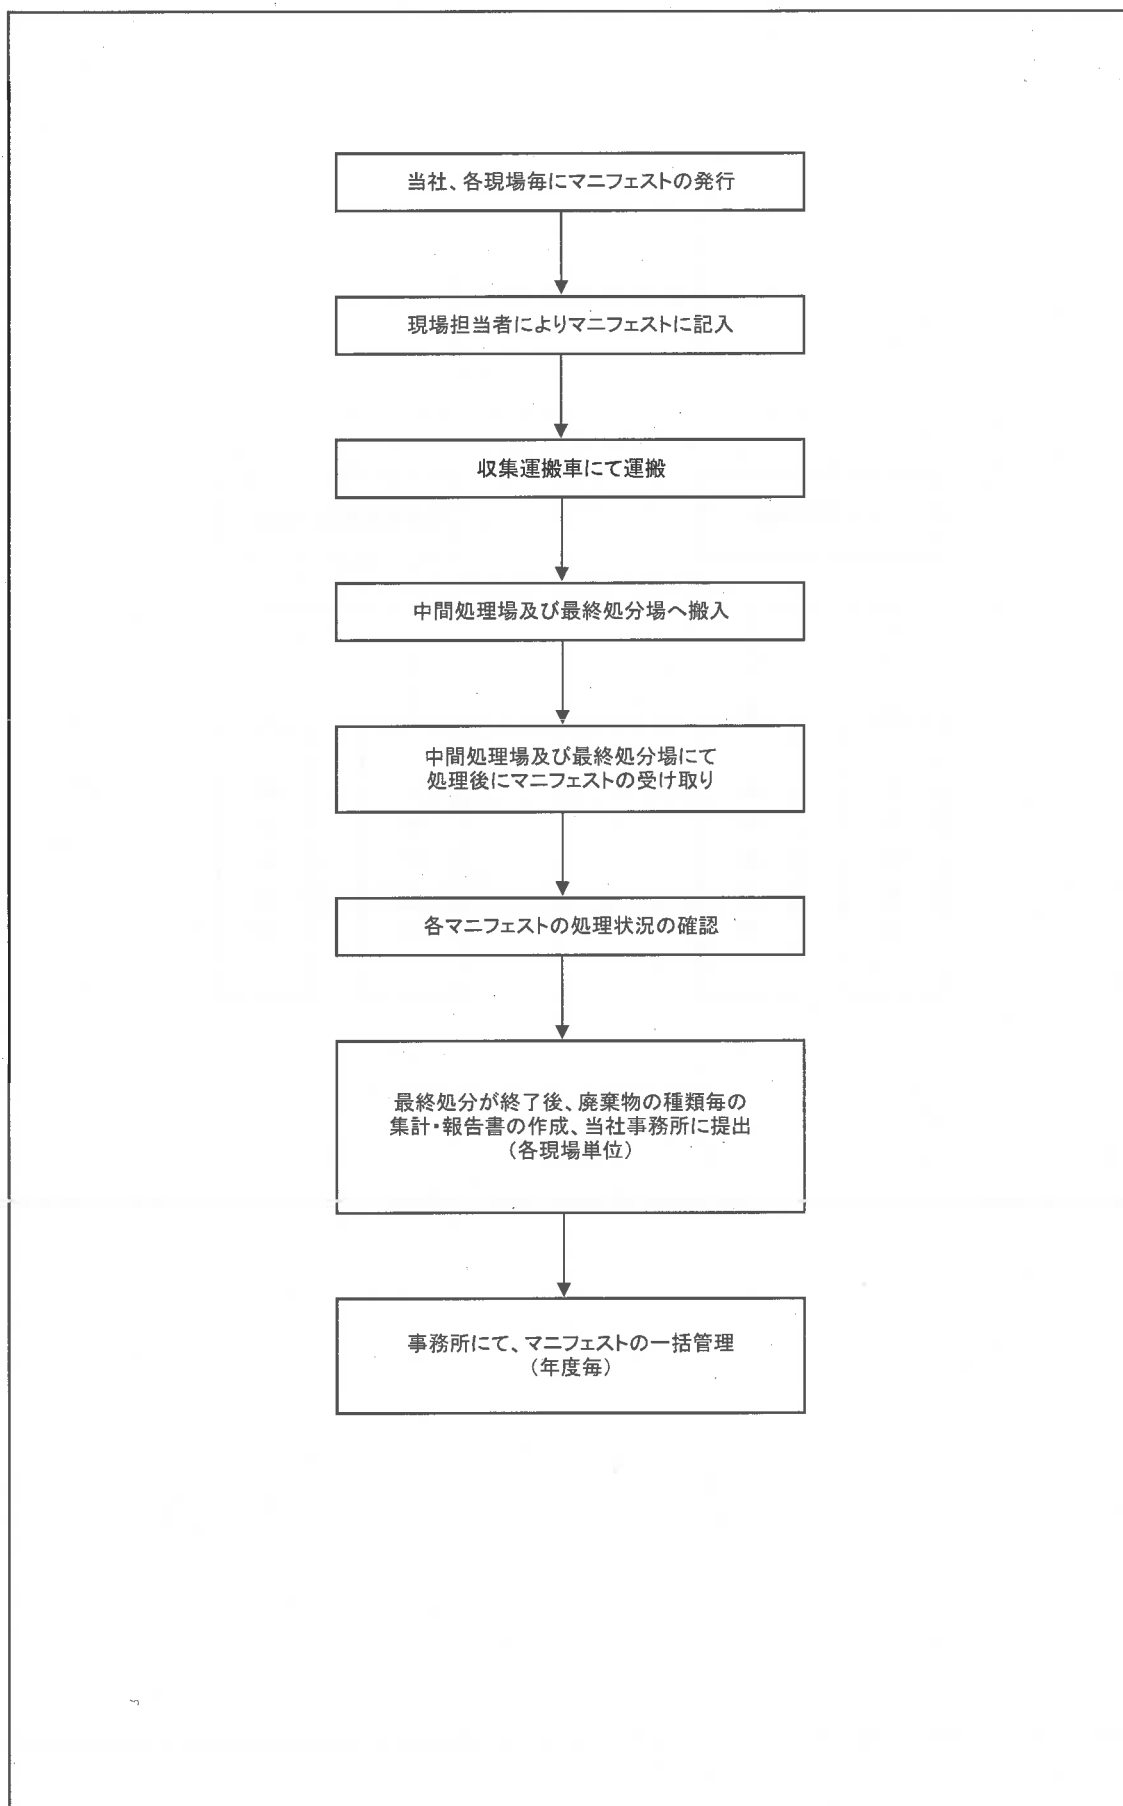 当社、各現場毎にマニフェストの発行
現場担当者によりマニフェストに記入
収集運搬車にて運搬
中間処理場及び最終処分場へ搬入
中間処理場及び最終処分場にて
処理後にマニフェストの受け取り
各マニフェストの処理状況の確認
最終処分が終了後、廃棄物の種類毎の
集計・報告書の作成、当社事務所に提出
(各現場単位)
事務所にて、マニフェストの一括管理
(年度毎)